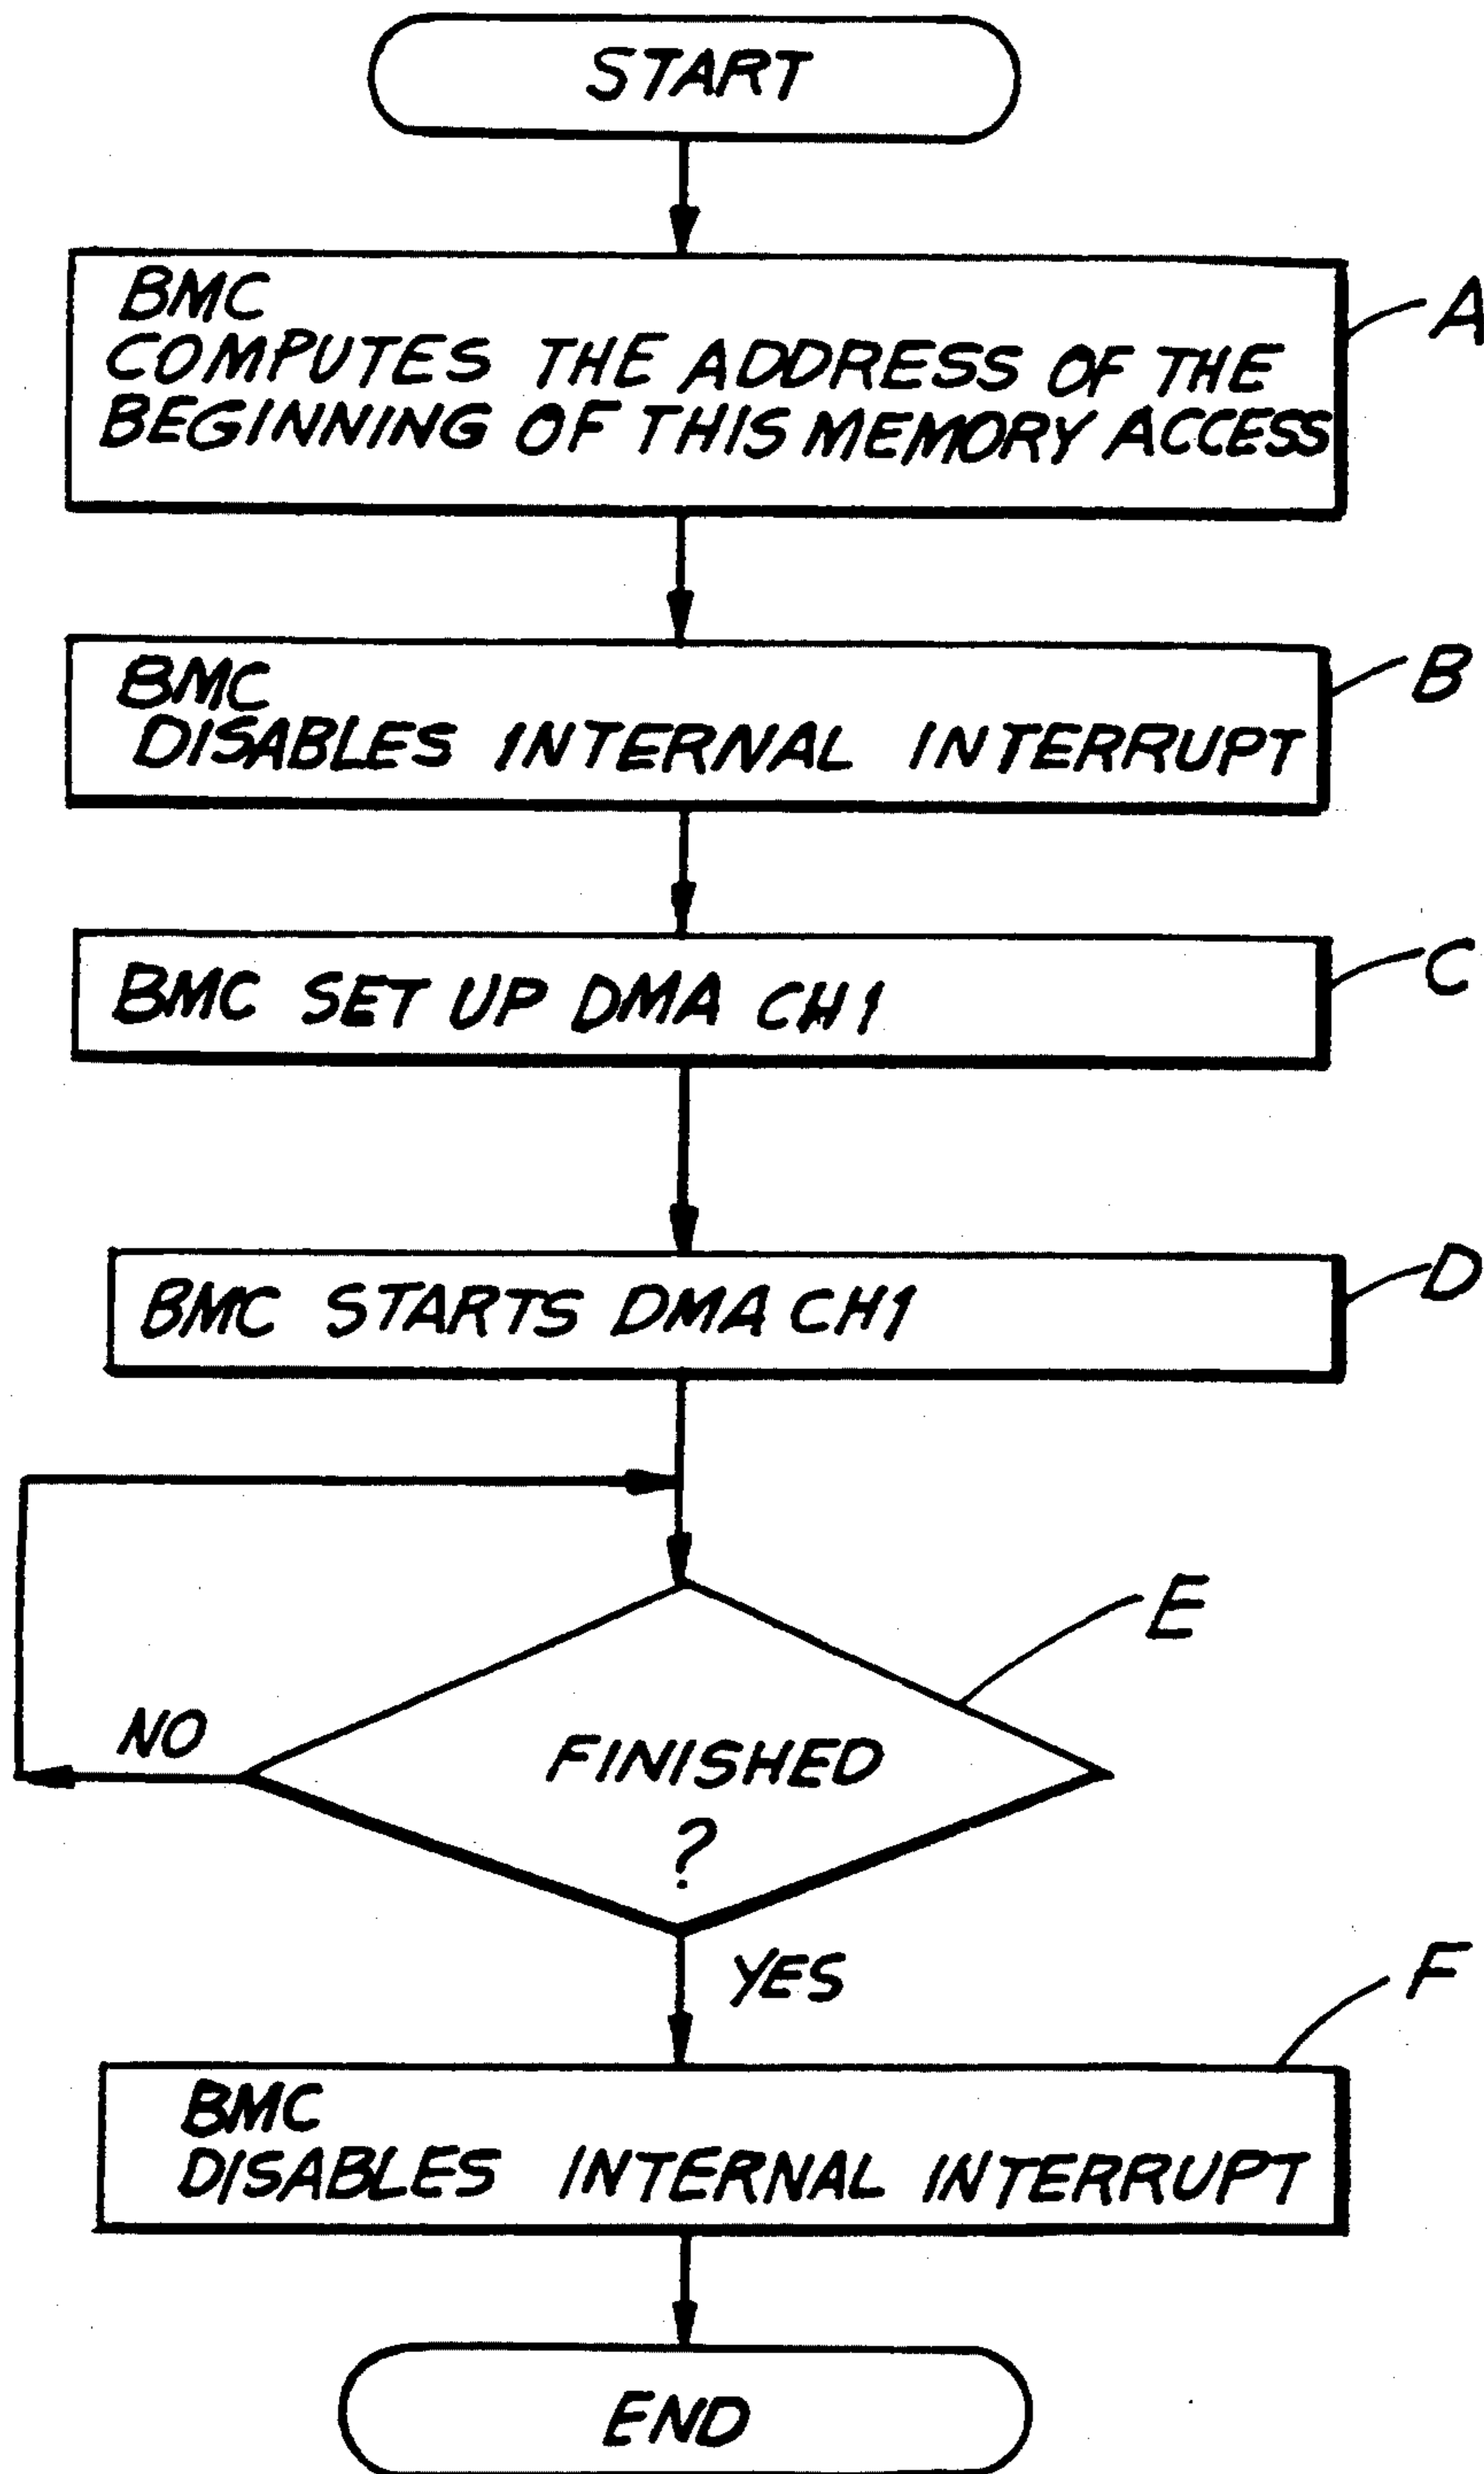 START
BMC
COMPUTES THE ADDRESS OF THE
BEGINNING OF THIS MEMORY ACCESS
A
BMC
DISABLES INTERNAL INTERRUPT
B
BMC SET UP DMA CH1
C
BMC STARTS DMA CH1
D
E
NO
FINISHED
?
YES
F
BMC
DISABLES INTERNAL INTERRUPT
END